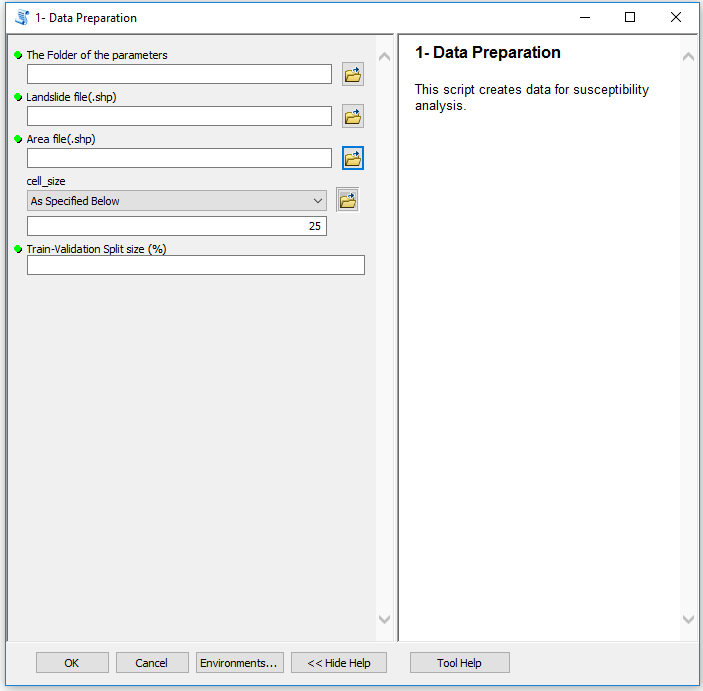 1- Data Preparation
The Folder of the parameters
Landslide file(.shp)
Area file(.shp)
cell_size
As Specified Below
25
Train-Validation Split size (%)
1- Data Preparation
This script creates data for susceptibility
analysis.
OK
Cancel
Environments...
<< Hide Help
Tool Help